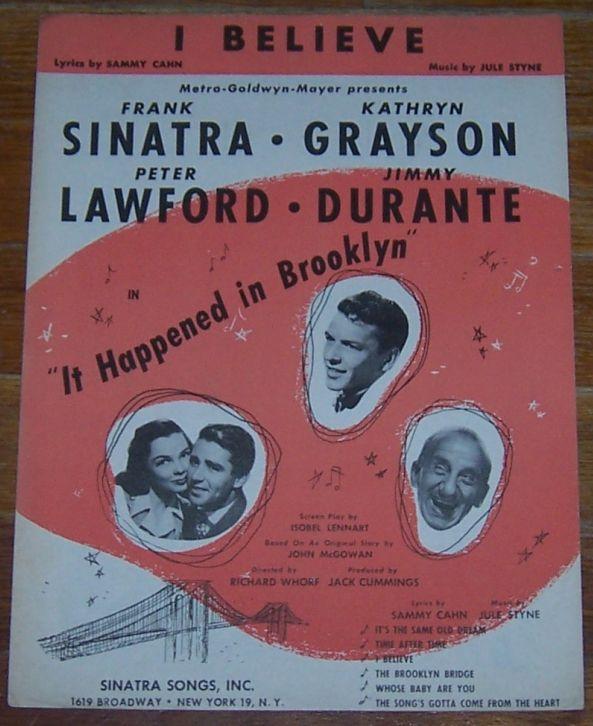 I BELIEVE
Lyrics by SAMMY CAHN Music by JULE STYNE
Metro-Goldwyn-Mayer presents
FRANK KATHRYN
SINATRA • GRAYSON
PETER JIMMY
LAWFORD • DURANTE
IN
"It Happened in Brooklyn"
Screen Play by
ISOBEL LENNART
Based On An Original Story by
JOHN McGOWAN
Directed by Produced by
RICHARD WHORF JACK CUMMINGS
Lyrics by Music by
SAMMY CAHN JULE STYNE
IT'S THE SAME OLD DREAM
TIME AFTER TIME
I BELIEVE
THE BROOKLYN BRIDGE
WHOSE BABY ARE YOU
THE SONG'S GOTTA COME FROM THE HEART
SINATRA SONGS, INC.
1619 BROADWAY • NEW YORK 19, N. Y.